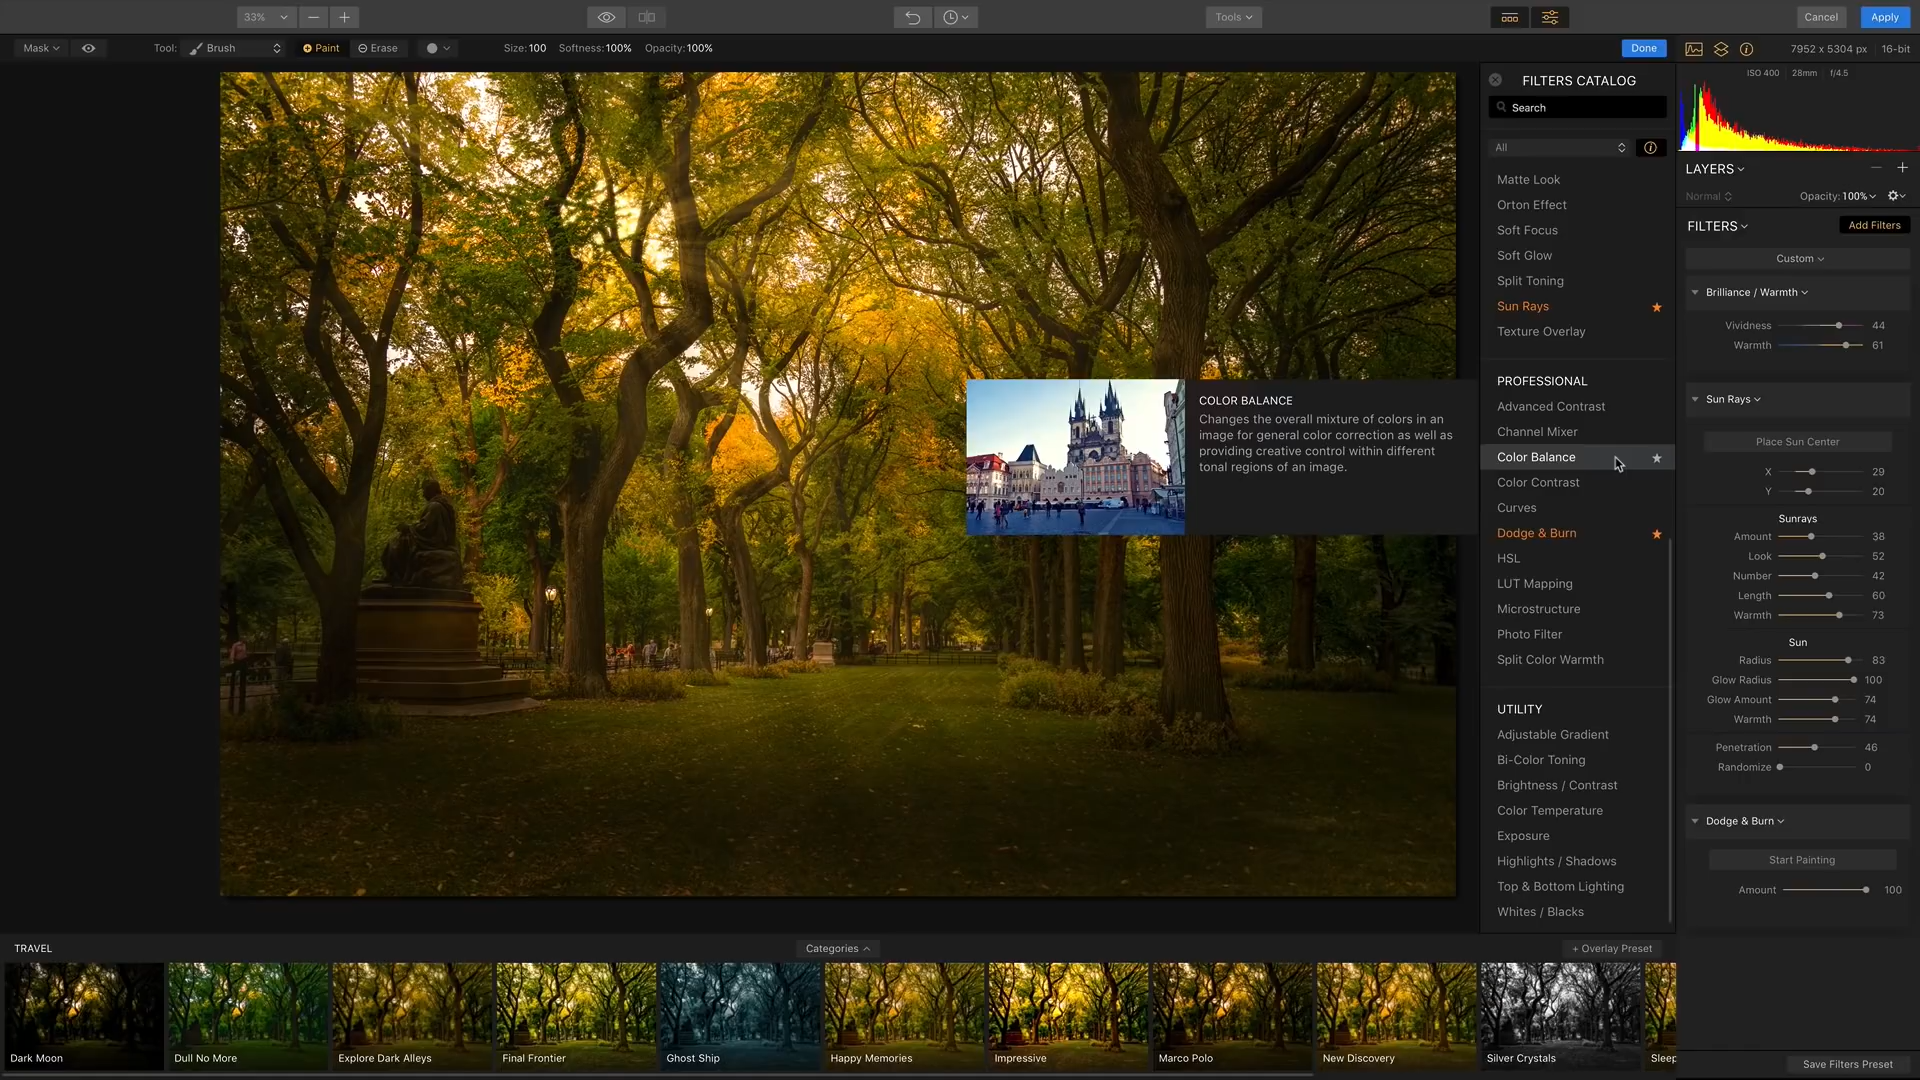 33%
Tools
Cancel
Apply
Mask
Tool:
Brush
Paint
Erase
Size:100
Softness:100%
Opacity:100%
Done
7952 x 5304 px
16-bit
FILTERS CATALOG
Search
All
Matte Look
Orton Effect
Soft Focus
Soft Glow
Split Toning
Sun Rays
Texture Overlay
PROFESSIONAL
Advanced Contrast
Channel Mixer
Color Balance
Color Contrast
Curves
Dodge & Burn
HSL
LUT Mapping
Microstructure
Photo Filter
Split Color Warmth
UTILITY
Adjustable Gradient
Bi-Color Toning
Brightness / Contrast
Color Temperature
Exposure
Highlights / Shadows
Top & Bottom Lighting
Whites / Blacks
COLOR BALANCE
Changes the overall mixture of colors in an
image for general color correction as well as
providing creative control within different
tonal regions of an image.
ISO 400
28mm
f/4.5
LAYERS
Normal
Opacity:100%
FILTERS
Add Filters
Custom
Brilliance / Warmth
Vividness 44
Warmth 61
Sun Rays
Place Sun Center
X 29
Y 20
Sunrays
Amount 38
Look 52
Number 42
Length 60
Warmth 73
Sun
Radius 83
Glow Radius 100
Glow Amount 74
Warmth 74
Penetration 46
Randomize 0
Dodge & Burn
Start Painting
Amount 100
TRAVEL
Categories
+ Overlay Preset
Dark Moon
Dull No More
Explore Dark Alleys
Final Frontier
Ghost Ship
Happy Memories
Impressive
Marco Polo
New Discovery
Silver Crystals
Sleep
Save Filters Preset